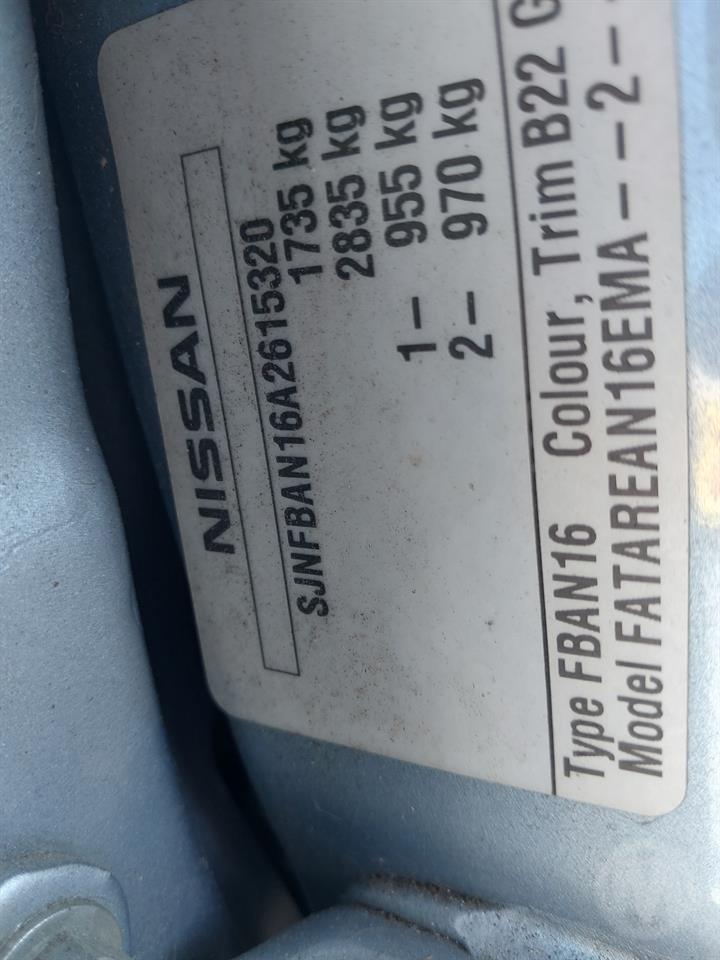 NISSAN
SJNFBAN16A2615320
1735 kg
2835 kg
1– 955 kg
2– 970 kg
Type FBAN16 Colour, Trim B22 G
Model FATAREAN16EMA – – 2 –